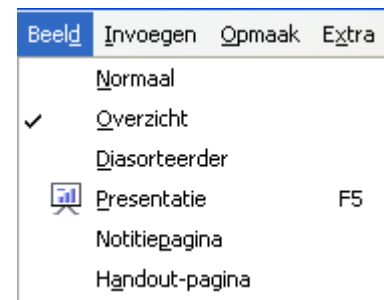 Beeld Invoegen Opmaak Extra
Normaal
Overzicht
Diasorteerder
Presentatie F5
Notitiepagina
Handout-pagina